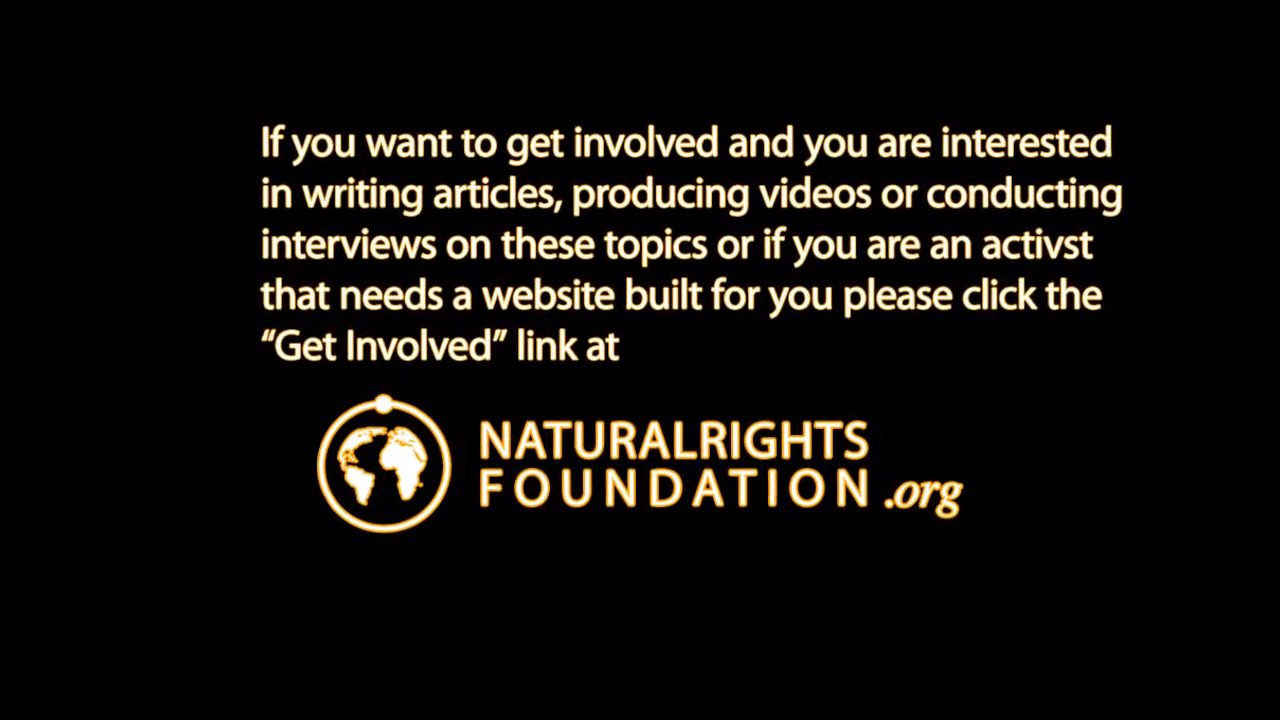 If you want to get involved and you are interested
in writing articles, producing videos or conducting
interviews on these topics or if you are an activst
that needs a website built for you please click the
“Get Involved” link at
NATURALRIGHTS
FOUNDATION .org